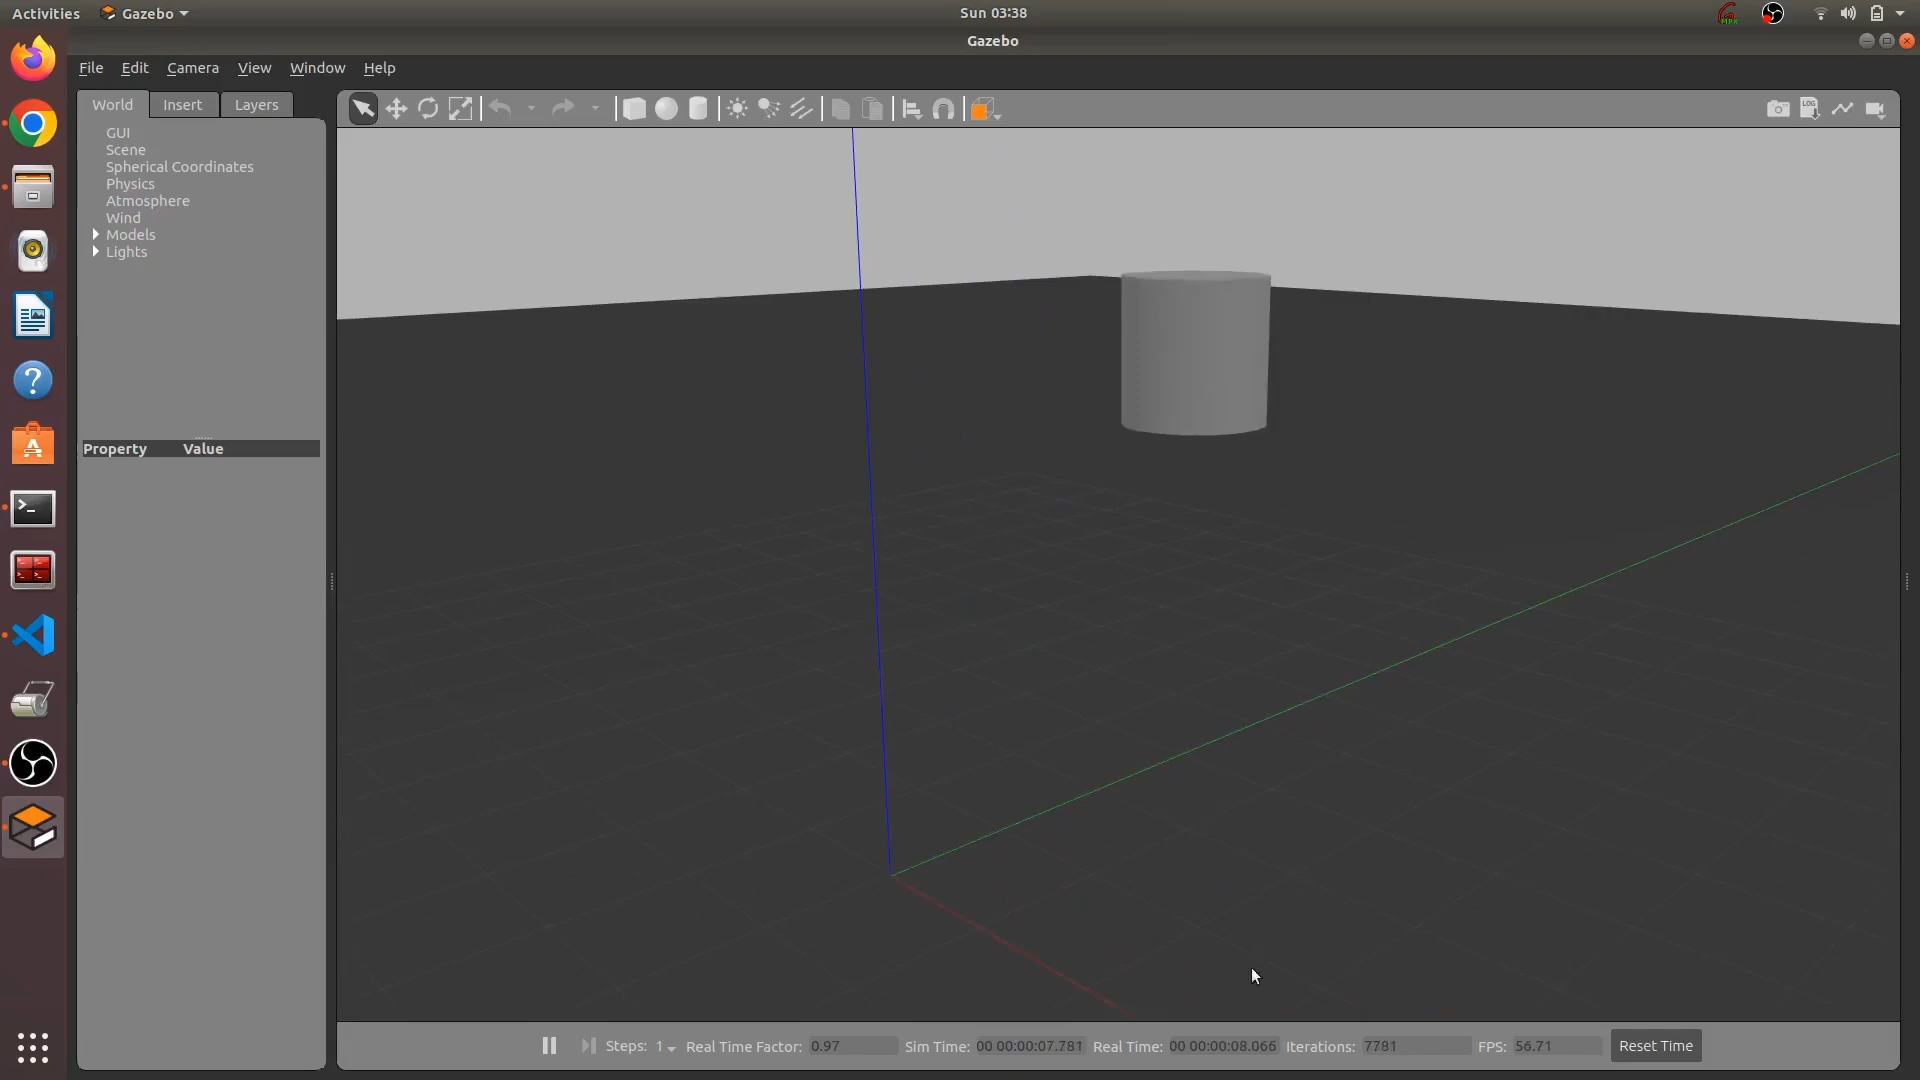 Activities Gazebo Sun 03:38
Gazebo
File Edit Camera View Window Help
World Insert Layers
GUI
Scene
Spherical Coordinates
Physics
Atmosphere
Wind
Models
Lights
Property Value
Steps: 1 Real Time Factor: 0.97 Sim Time: 00 00:00:07.781 Real Time: 00 00:00:08.066 Iterations: 7781 FPS: 56.71 Reset Time